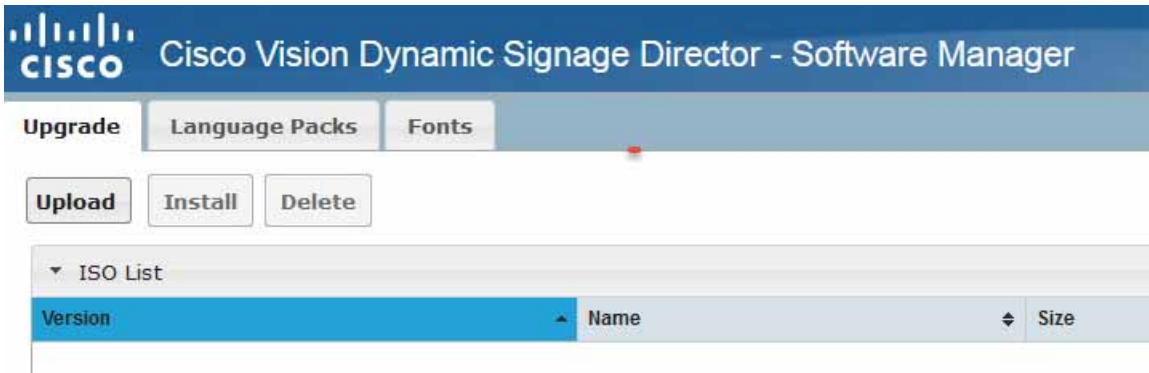 CISCO Cisco Vision Dynamic Signage Director - Software Manager
Upgrade Language Packs Fonts
Upload Install Delete
ISO List
Version Name Size